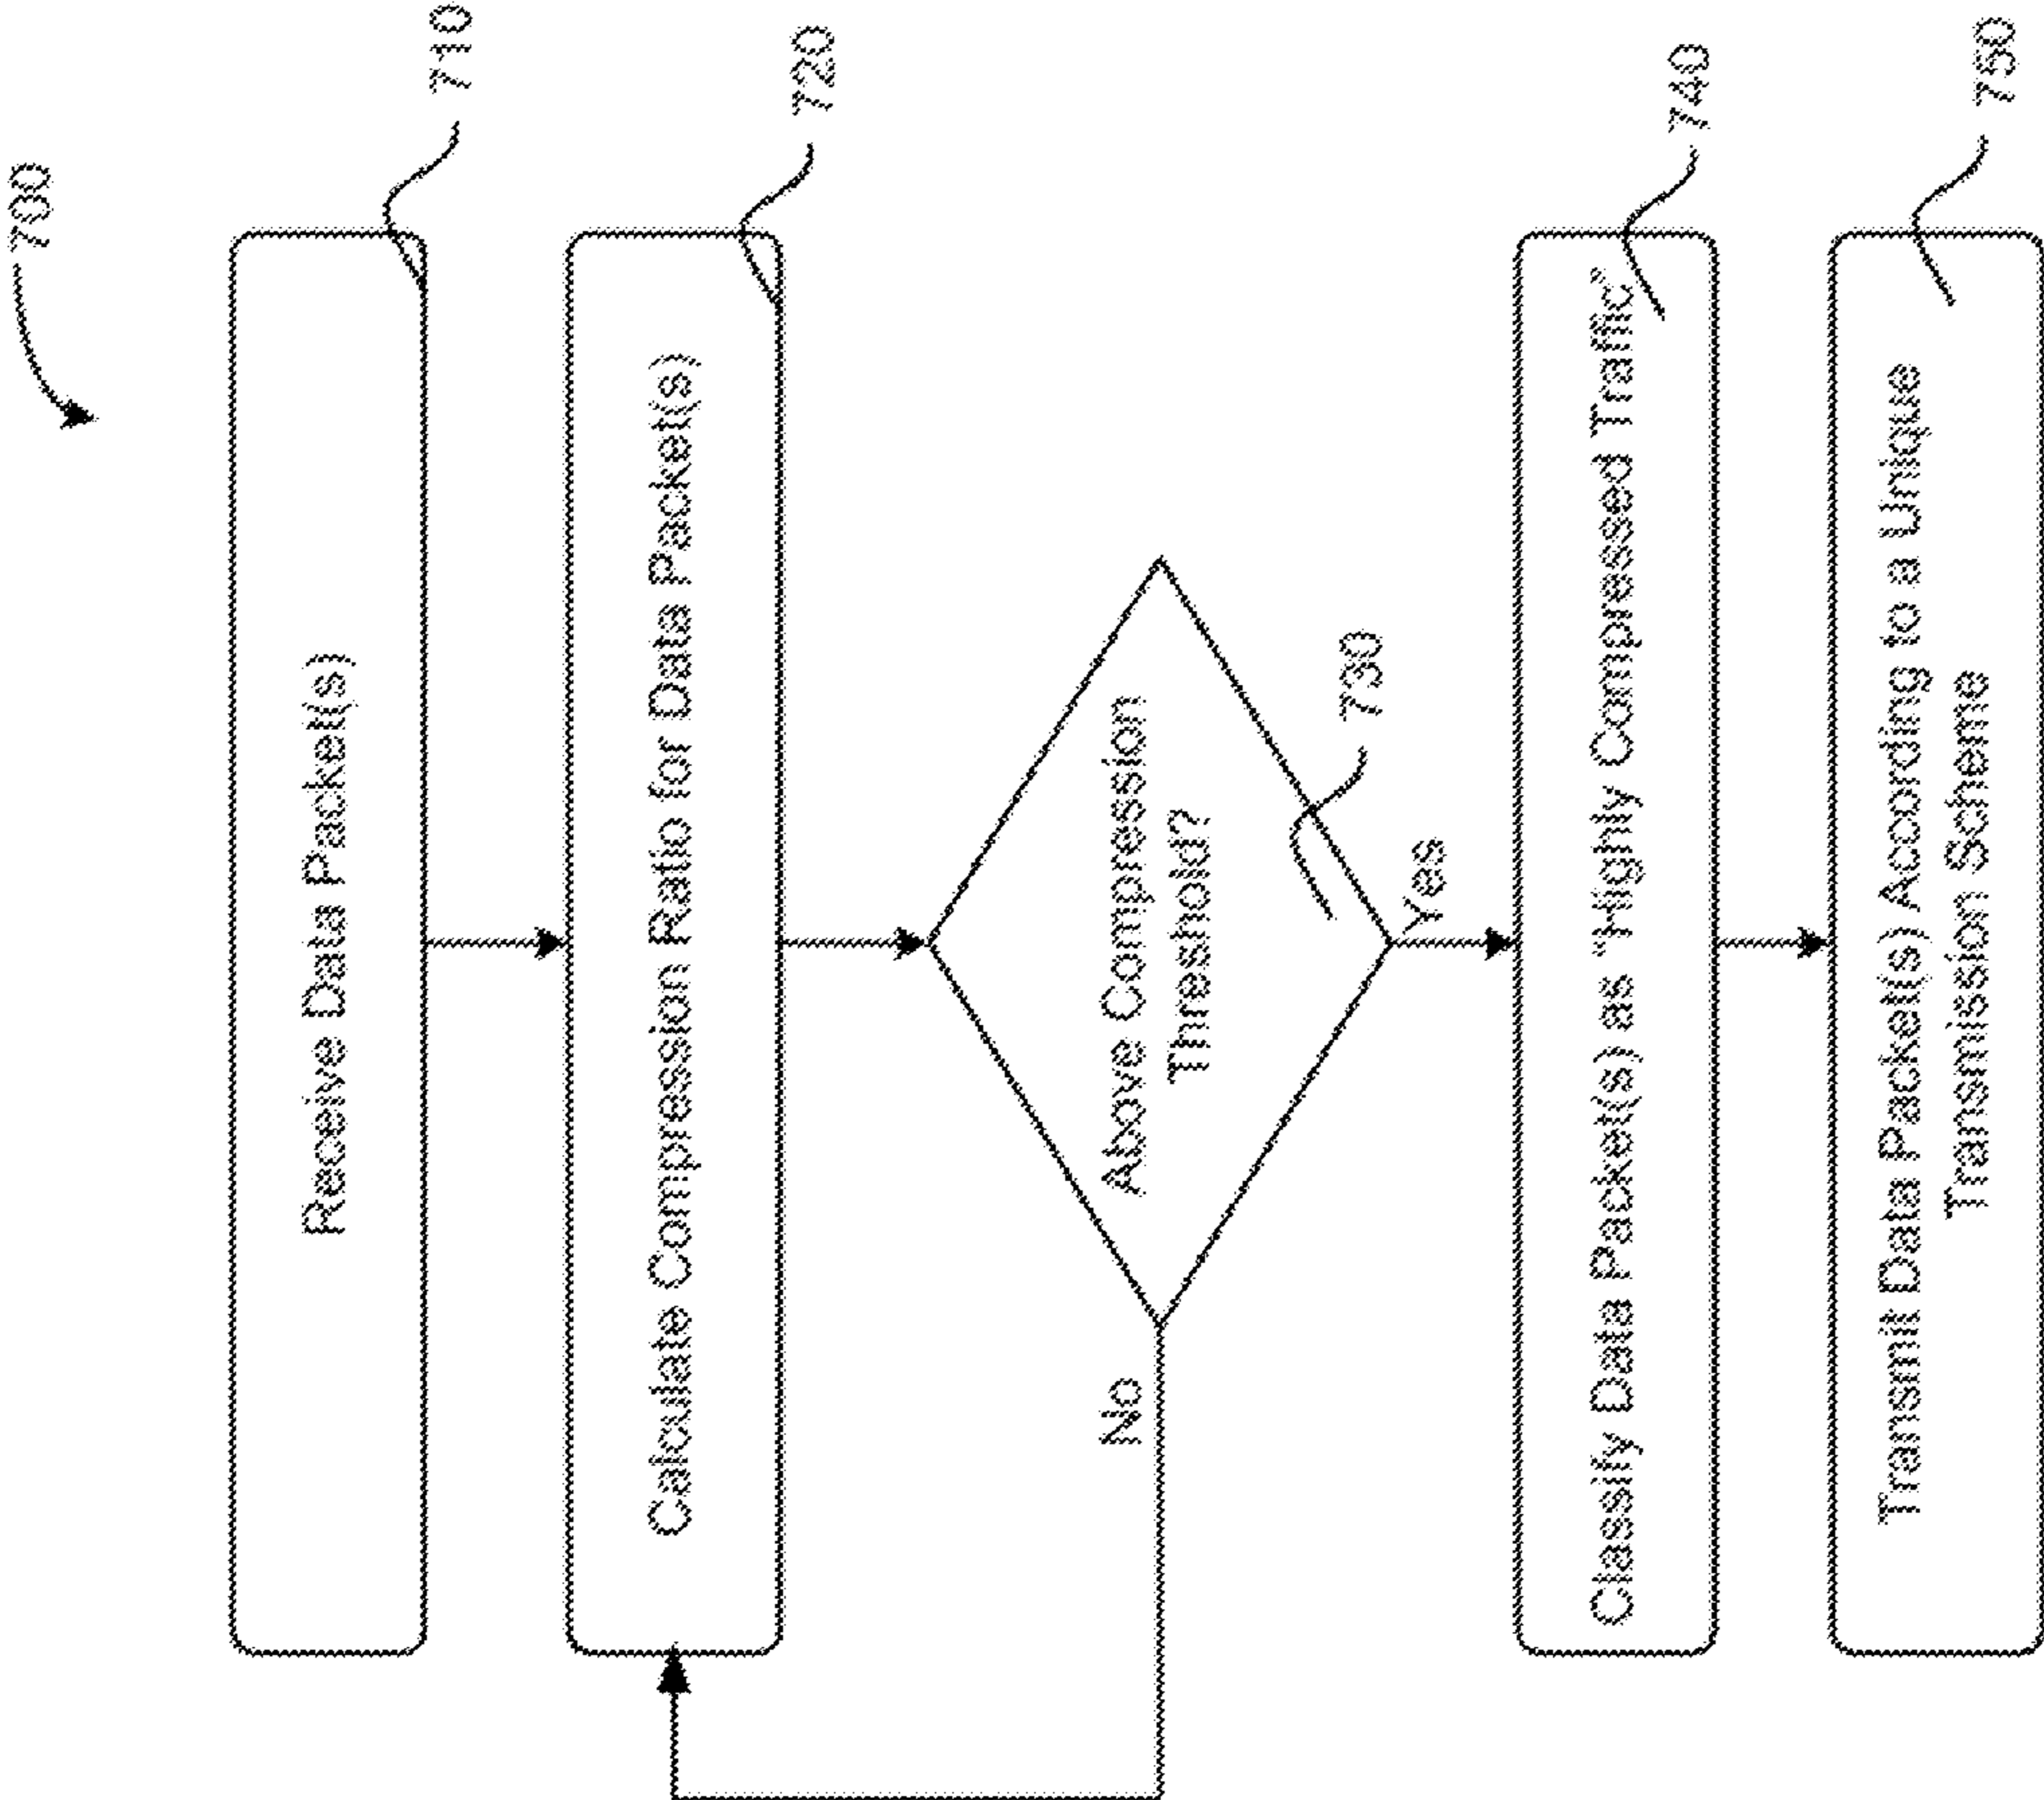 700
Receive Data Packet(s)
710
Calculate Compression Ratio for Data Packet(s)
720
Above Compression
Threshold?
730
No
Yes
Classify Data Packet(s) as "Highly Compressed Traffic"
740
Transmit Data Packet(s) According to a Unique
Transmission Scheme
750